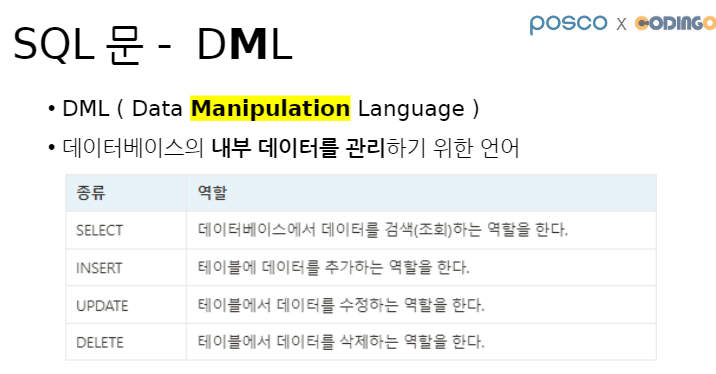 posco x CODINGO
SQL 문 - DML
• DML ( Data Manipulation Language )
• 데이터베이스의 내부 데이터를 관리하기 위한 언어
종류 역할
SELECT 데이터베이스에서 데이터를 검색(조회)하는 역할을 한다.
INSERT 테이블에 데이터를 추가하는 역할을 한다.
UPDATE 테이블에서 데이터를 수정하는 역할을 한다.
DELETE 테이블에서 데이터를 삭제하는 역할을 한다.